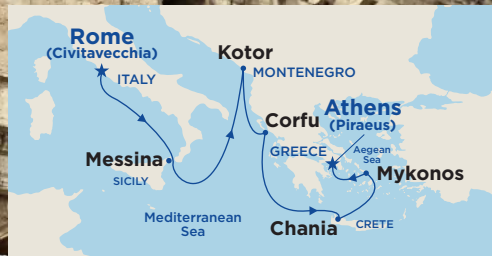 Rome
(Civitavecchia)
ITALY
Kotor
MONTENEGRO
Corfu
Athens
(Piraeus)
GREECE
Aegean
Sea
Messina
SICILY
Mykonos
Mediterranean
Sea
Chania
CRETE